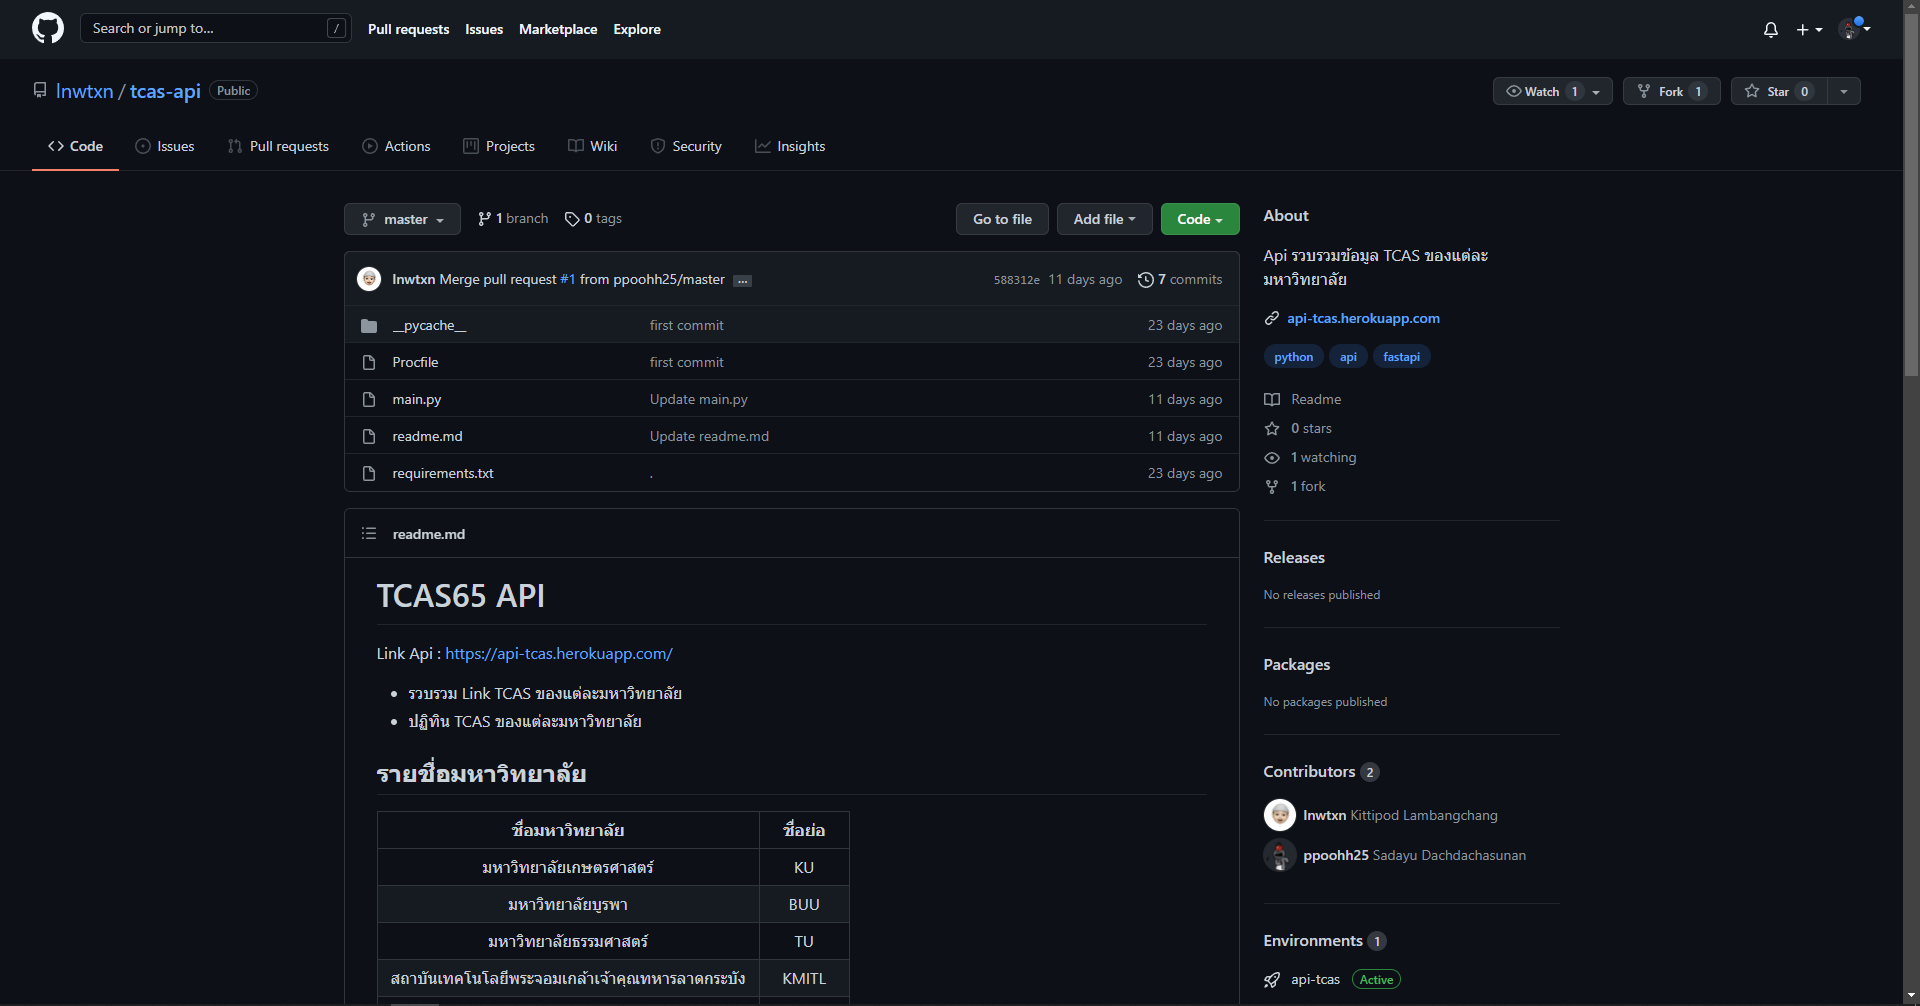 Search or jump to... /
Pull requests Issues Marketplace Explore
lnwtxn / tcas-api Public
Watch 1 Fork 1 Star 0
Code Issues Pull requests Actions Projects Wiki Security Insights
master 1 branch 0 tags Go to file Add file Code
lnwtxn Merge pull request #1 from ppoohh25/master ... 588312e 11 days ago 7 commits
__pycache__ first commit 23 days ago
Procfile first commit 23 days ago
main.py Update main.py 11 days ago
readme.md Update readme.md 11 days ago
requirements.txt . 23 days ago
readme.md
TCAS65 API
Link Api : https://api-tcas.herokuapp.com/
รวบรวม Link TCAS ของแต่ละมหาวิทยาลัย
ปฏิทิน TCAS ของแต่ละมหาวิทยาลัย
รายชื่อมหาวิทยาลัย
ชื่อมหาวิทยาลัย ชื่อย่อ
มหาวิทยาลัยเกษตรศาสตร์ KU
มหาวิทยาลัยบูรพา BUU
มหาวิทยาลัยธรรมศาสตร์ TU
สถาบันเทคโนโลยีพระจอมเกล้าเจ้าคุณทหารลาดกระบัง KMITL
About
Api รวบรวมข้อมูล TCAS ของแต่ละ
มหาวิทยาลัย
api-tcas.herokuapp.com
python api fastapi
Readme
0 stars
1 watching
1 fork
Releases
No releases published
Packages
No packages published
Contributors 2
lnwtxn Kittipod Lambangchang
ppoohh25 Sadayu Dachdachasunan
Environments 1
api-tcas Active